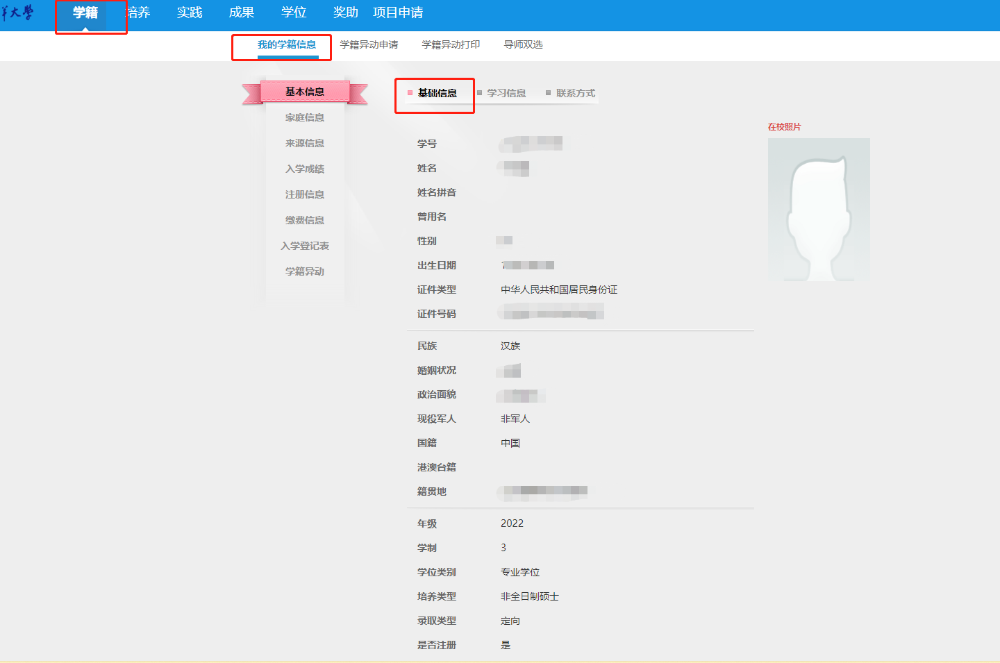 大學
学籍 培养 实践 成果 学位 奖助 项目申请
我的学籍信息 学籍异动申请 学籍异动打印 导师双选
基本信息
家庭信息
来源信息
入学成绩
注册信息
缴费信息
入学登记表
学籍异动
基础信息 学习信息 联系方式
在校照片
学号
姓名
姓名拼音
曾用名
性别
出生日期
证件类型 中华人民共和国居民身份证
证件号码
民族 汉族
婚姻状况
政治面貌
现役军人 非军人
国籍 中国
港澳台籍
籍贯地
年级 2022
学制 3
学位类别 专业学位
培养类型 非全日制硕士
录取类型 定向
是否注册 是